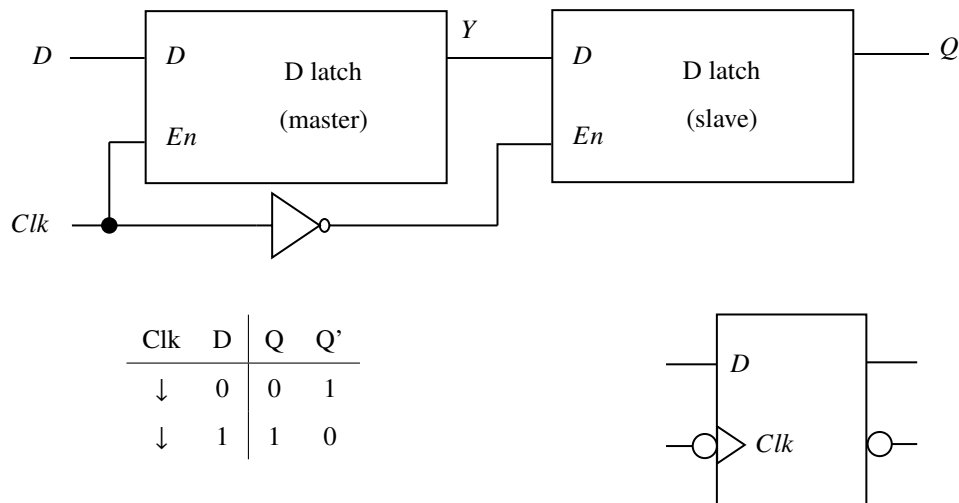 Y
D D D latch D D latch Q
(master) (slave)
En En
Clk
Clk D Q Q’
↓ 0 0 1
↓ 1 1 0
D
Clk